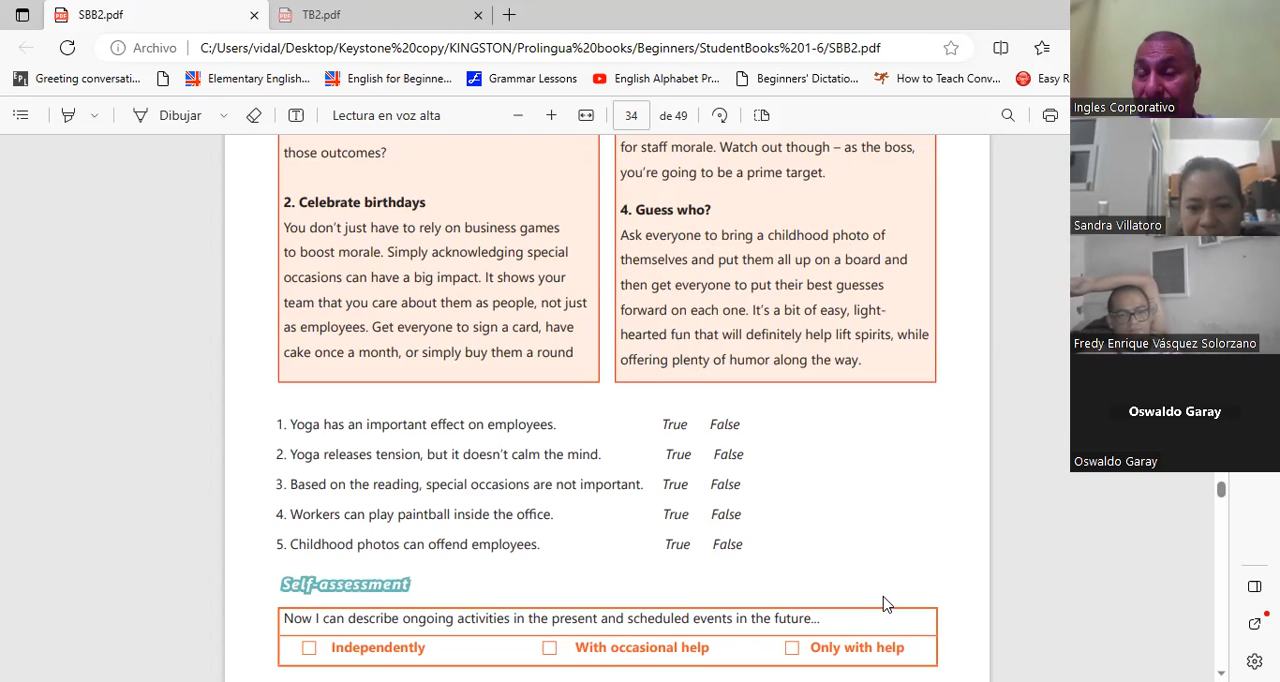 SBB2.pdf
TB2.pdf
Archivo
C:/Users/vidal/Desktop/Keystone%20copy/KINGSTON/Prolingua%20books/Beginners/StudentBooks%201-6/SBB2.pdf
Greeting conversati...
Elementary English...
English for Beginne...
Grammar Lessons
English Alphabet Pr...
Beginners' Dictatio...
How to Teach Conv...
Easy R
Dibujar
Lectura en voz alta
34 de 49
those outcomes?
2. Celebrate birthdays
You don't just have to rely on business games
to boost morale. Simply acknowledging special
occasions can have a big impact. It shows your
team that you care about them as people, not just
as employees. Get everyone to sign a card, have
cake once a month, or simply buy them a round
for staff morale. Watch out though – as the boss,
you're going to be a prime target.
4. Guess who?
Ask everyone to bring a childhood photo of
themselves and put them all up on a board and
then get everyone to put their best guesses
forward on each one. It's a bit of easy, light-
hearted fun that will definitely help lift spirits, while
offering plenty of humor along the way.
1. Yoga has an important effect on employees. True False
2. Yoga releases tension, but it doesn't calm the mind. True False
3. Based on the reading, special occasions are not important. True False
4. Workers can play paintball inside the office. True False
5. Childhood photos can offend employees. True False
Self-assessment
Now I can describe ongoing activities in the present and scheduled events in the future...
Independently With occasional help Only with help
Ingles Corporativo
Sandra Villatoro
Fredy Enrique Vásquez Solorzano
Oswaldo Garay
Oswaldo Garay